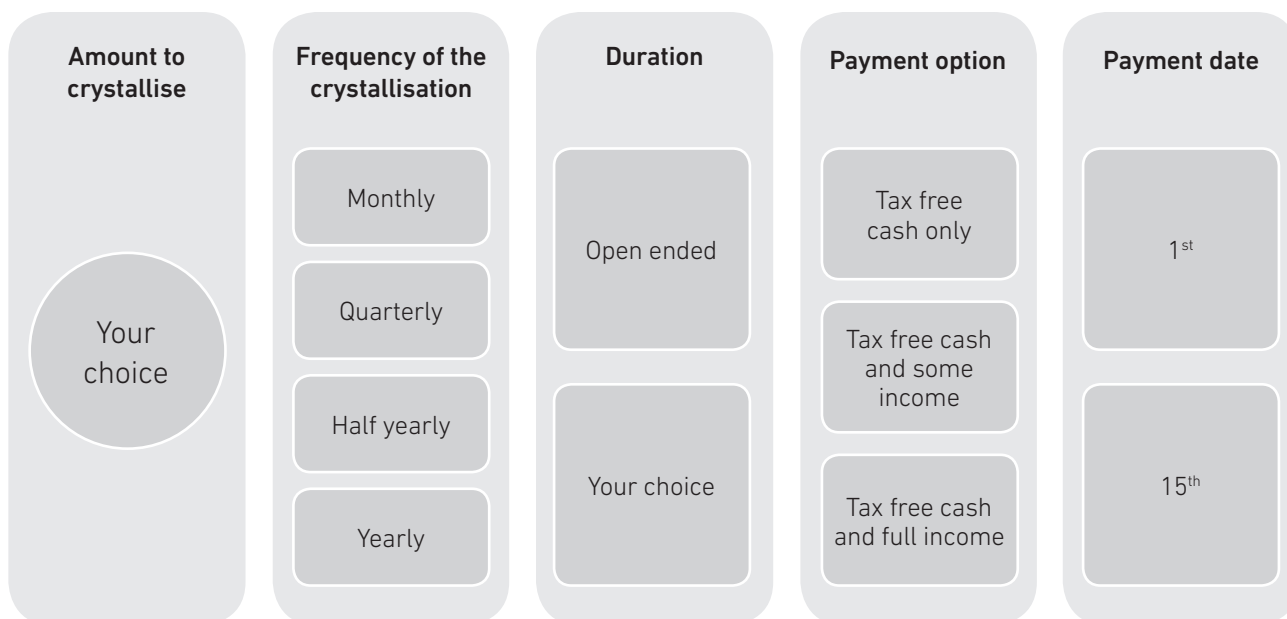 Amount to
crystallise
Your
choice
Frequency of the
crystallisation
Monthly
Quarterly
Half yearly
Yearly
Duration
Open ended
Your choice
Payment option
Tax free
cash only
Tax free cash
and some
income
Tax free cash
and full income
Payment date
1st
15th